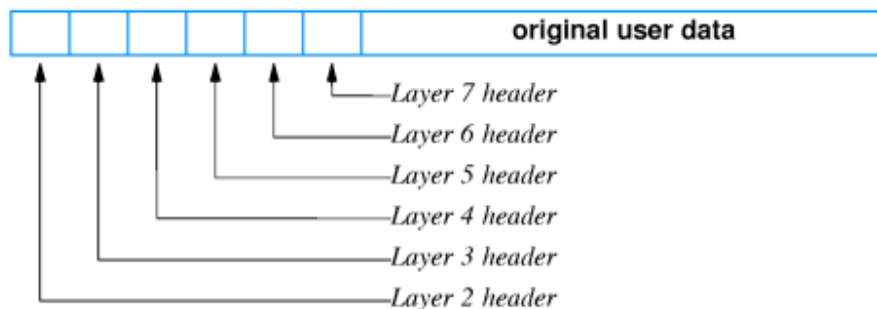 original user data
Layer 7 header
Layer 6 header
Layer 5 header
Layer 4 header
Layer 3 header
Layer 2 header